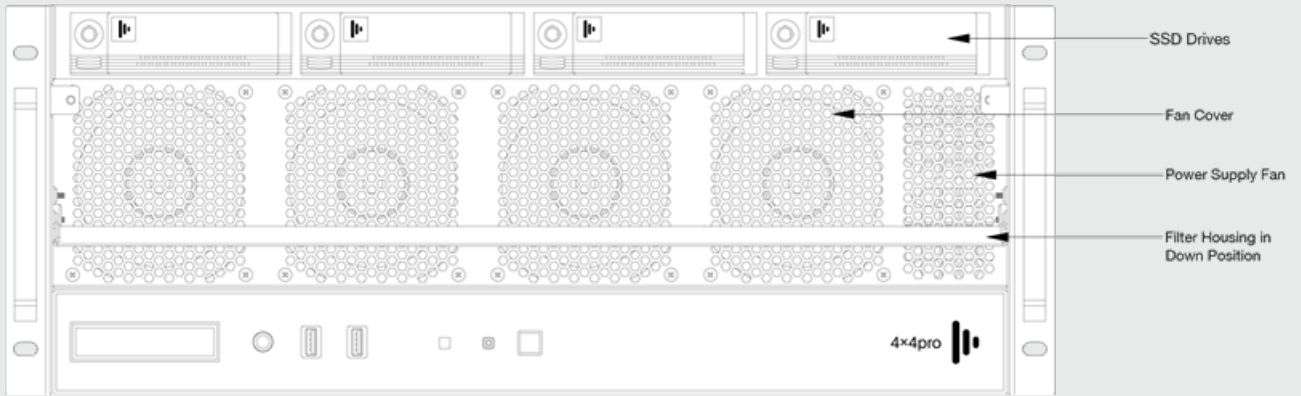 SSD Drives
Fan Cover
Power Supply Fan
Filter Housing in
Down Position
4×4pro